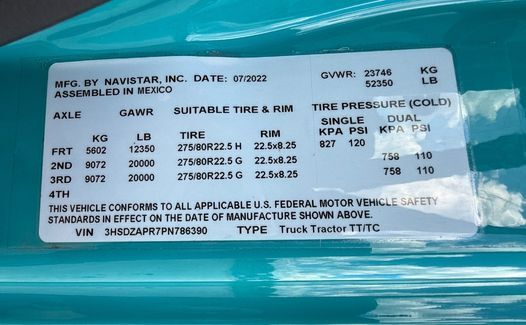 MFG. BY NAVISTAR, INC. DATE: 07/2022 GVWR: 23746 KG
ASSEMBLED IN MEXICO 52350 LB
AXLE GAWR SUITABLE TIRE & RIM TIRE PRESSURE (COLD)
SINGLE DUAL
KG LB TIRE RIM KPA PSI KPA PSI
FRT 5602 12350 275/80R22.5 H 22.5x8.25 827 120
2ND 9072 20000 275/80R22.5 G 22.5x8.25 758 110
3RD 9072 20000 275/80R22.5 G 22.5x8.25 758 110
4TH
THIS VEHICLE CONFORMS TO ALL APPLICABLE U.S. FEDERAL MOTOR VEHICLE SAFETY
STANDARDS IN EFFECT ON THE DATE OF MANUFACTURE SHOWN ABOVE.
VIN 3HSDZAPR7PN786390 TYPE Truck Tractor TT/TC